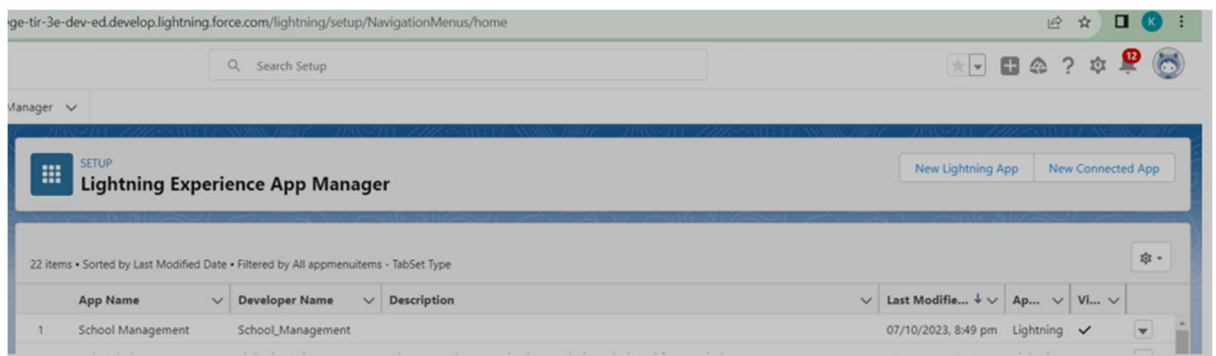 ge-tir-3e-dev-ed.develop.lightning.force.com/lightning/setup/NavigationMenus/home
K
Search Setup
12
Manager
SETUP
Lightning Experience App Manager
New Lightning App New Connected App
22 items • Sorted by Last Modified Date • Filtered by All appmenuitems - TabSet Type
App Name Developer Name Description Last Modifie... Ap... Vi...
1 School Management School_Management 07/10/2023, 8:49 pm Lightning